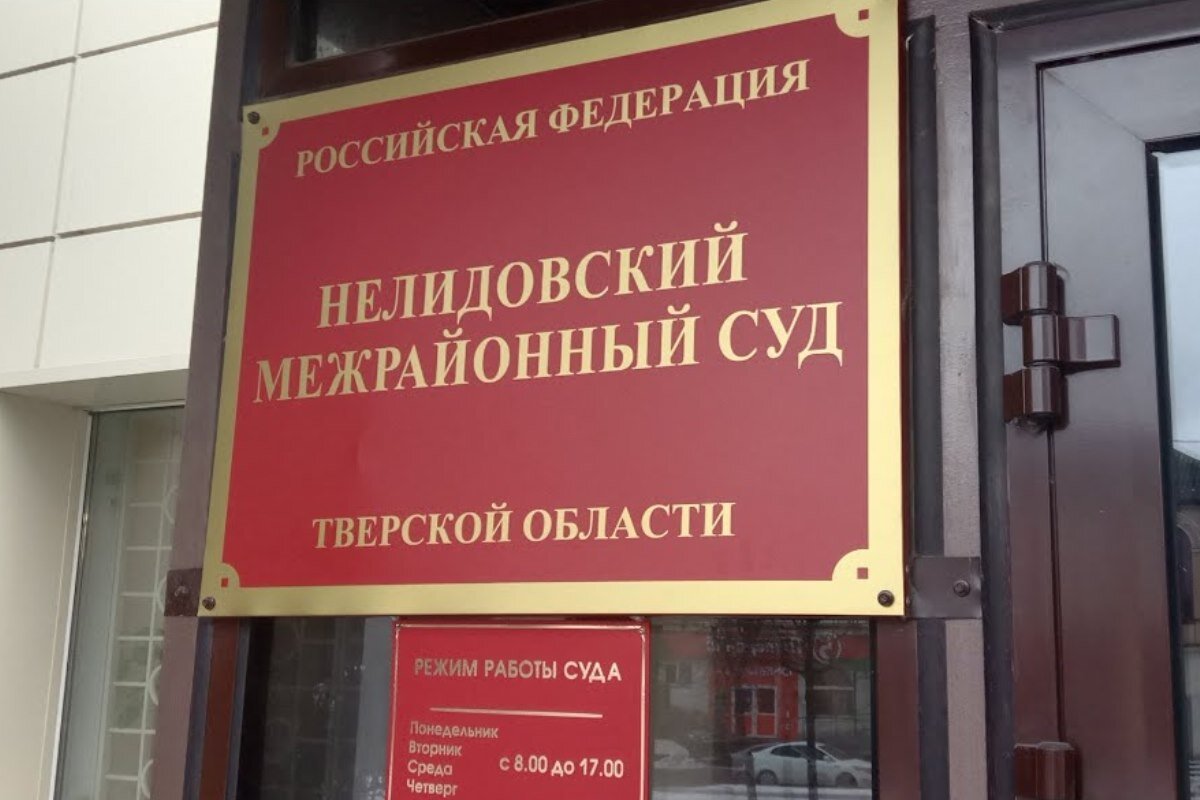 РОССИЙСКАЯ ФЕДЕРАЦИЯ
НЕЛИДОВСКИЙ
МЕЖРАЙОННЫЙ СУД
ТВЕРСКОЙ ОБЛАСТИ
РЕЖИМ РАБОТЫ СУДА
Понедельник
Вторник
Среда с 8.00 до 17.00
Четверг